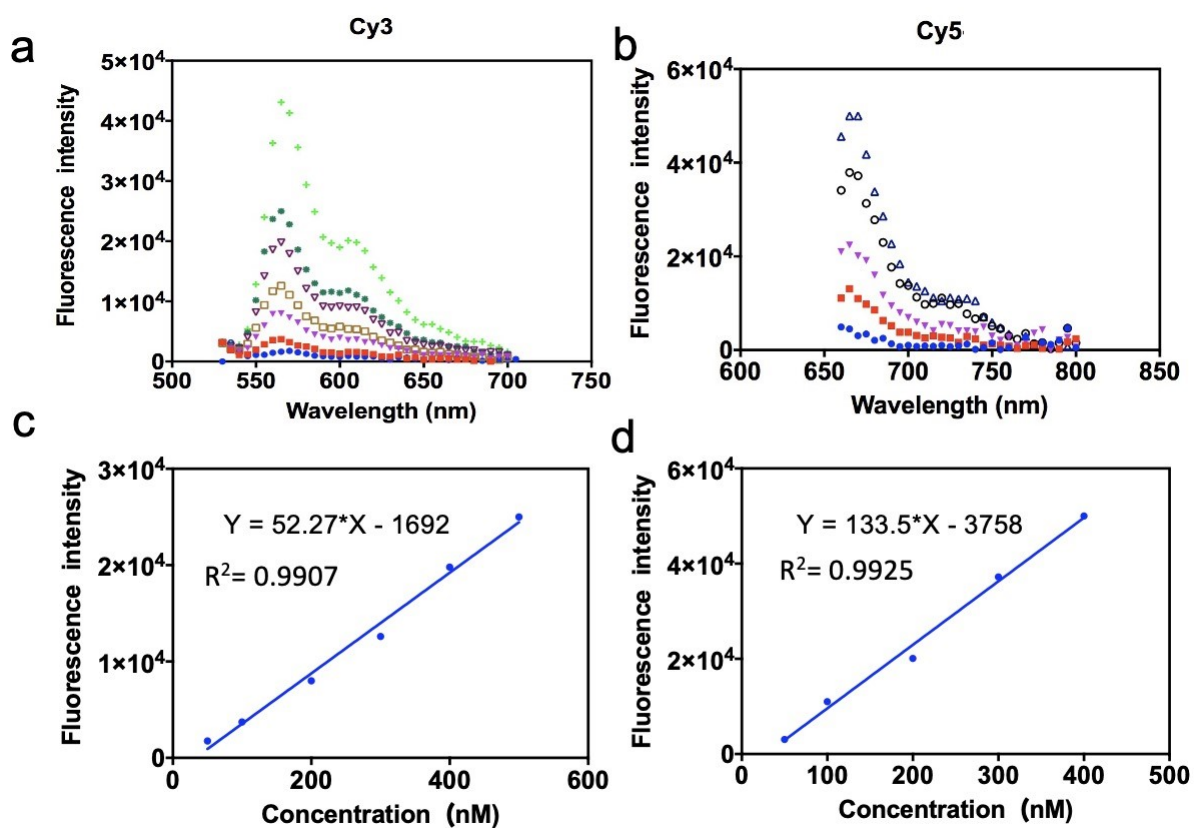 Cy3
Cy5
a
b
5×10⁴
4×10⁴
3×10⁴
2×10⁴
1×10⁴
0
Fluorescence intensity
500 550 600 650 700 750
Wavelength (nm)
6×10⁴
4×10⁴
2×10⁴
0
Fluorescence intensity
600 650 700 750 800 850
Wavelength (nm)
c
d
3×10⁴
2×10⁴
1×10⁴
0
Fluorescence intensity
Y = 52.27*X - 1692
R²= 0.9907
0 200 400 600
Concentration (nM)
6×10⁴
4×10⁴
2×10⁴
0
Fluorescence intensity
Y = 133.5*X - 3758
R²= 0.9925
0 100 200 300 400 500
Concentration (nM)